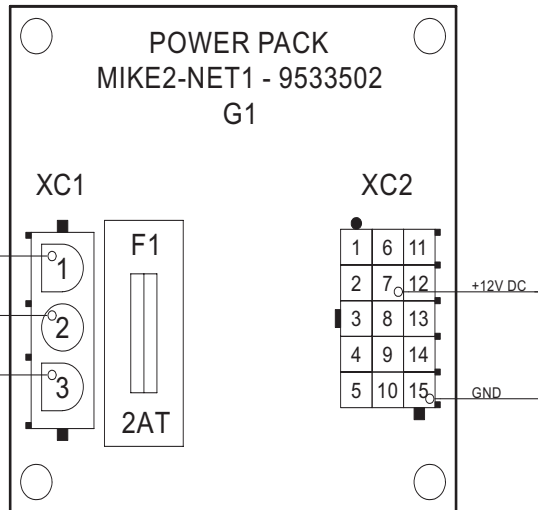 POWER PACK
MIKE2-NET1 - 9533502
G1
XC1
XC2
F1
1
2
3
2AT
1 6 11
2 7 12
3 8 13
4 9 14
5 10 15
+12V DC
GND